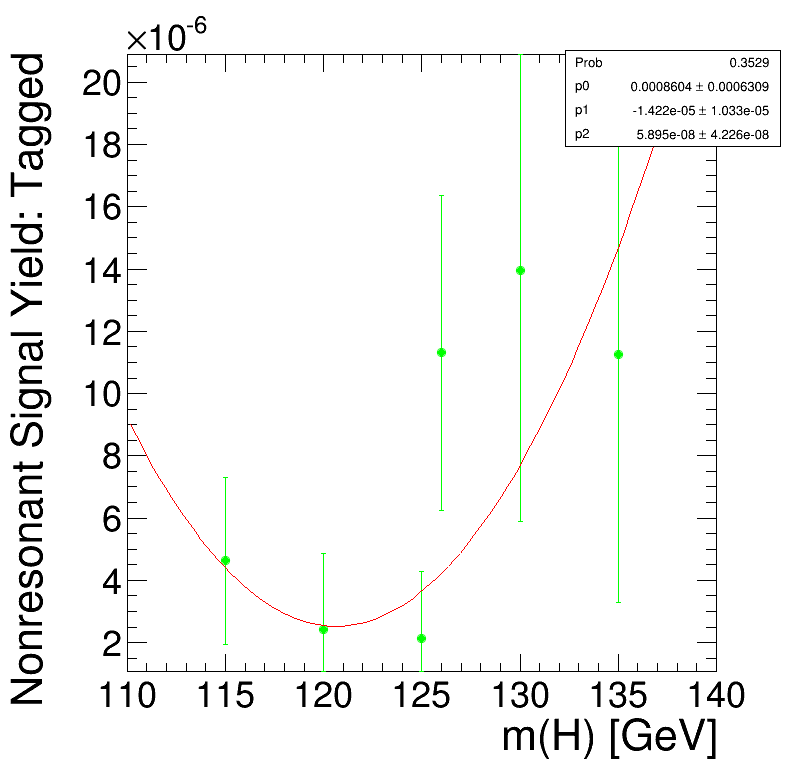 ×10-6
Nonresonant Signal Yield: Tagged
20
18
16
14
12
10
8
6
4
2
110 115 120 125 130 135 140
m(H) [GeV]
Prob 0.3529
p0 0.0008604 ± 0.0006309
p1 -1.422e-05 ± 1.033e-05
p2 5.895e-08 ± 4.226e-08